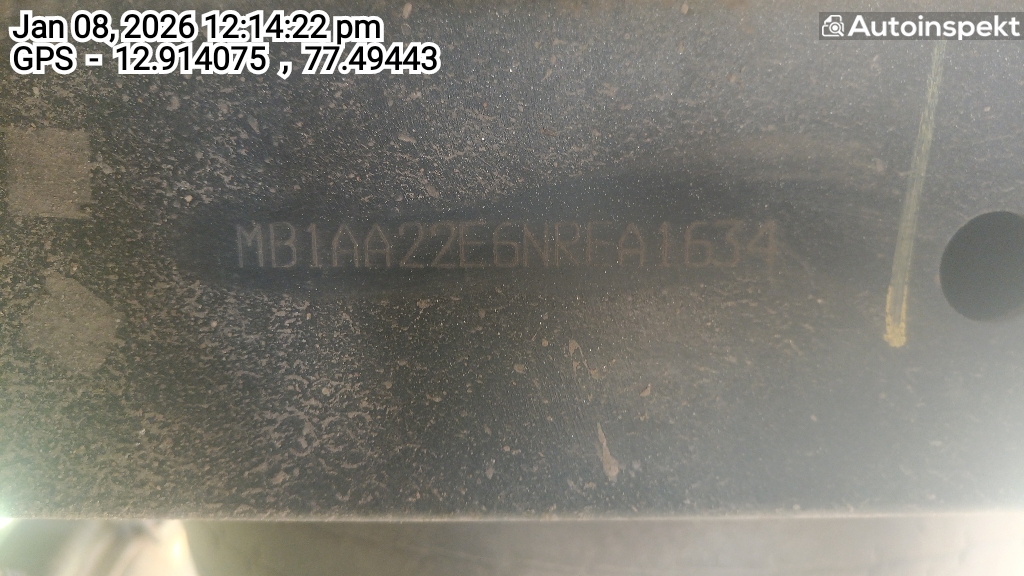 Jan 08, 2026 12:14:22 pm
GPS - 12.914075 , 77.49443
Autoinspekt
MB1AA22E6NRFA1634